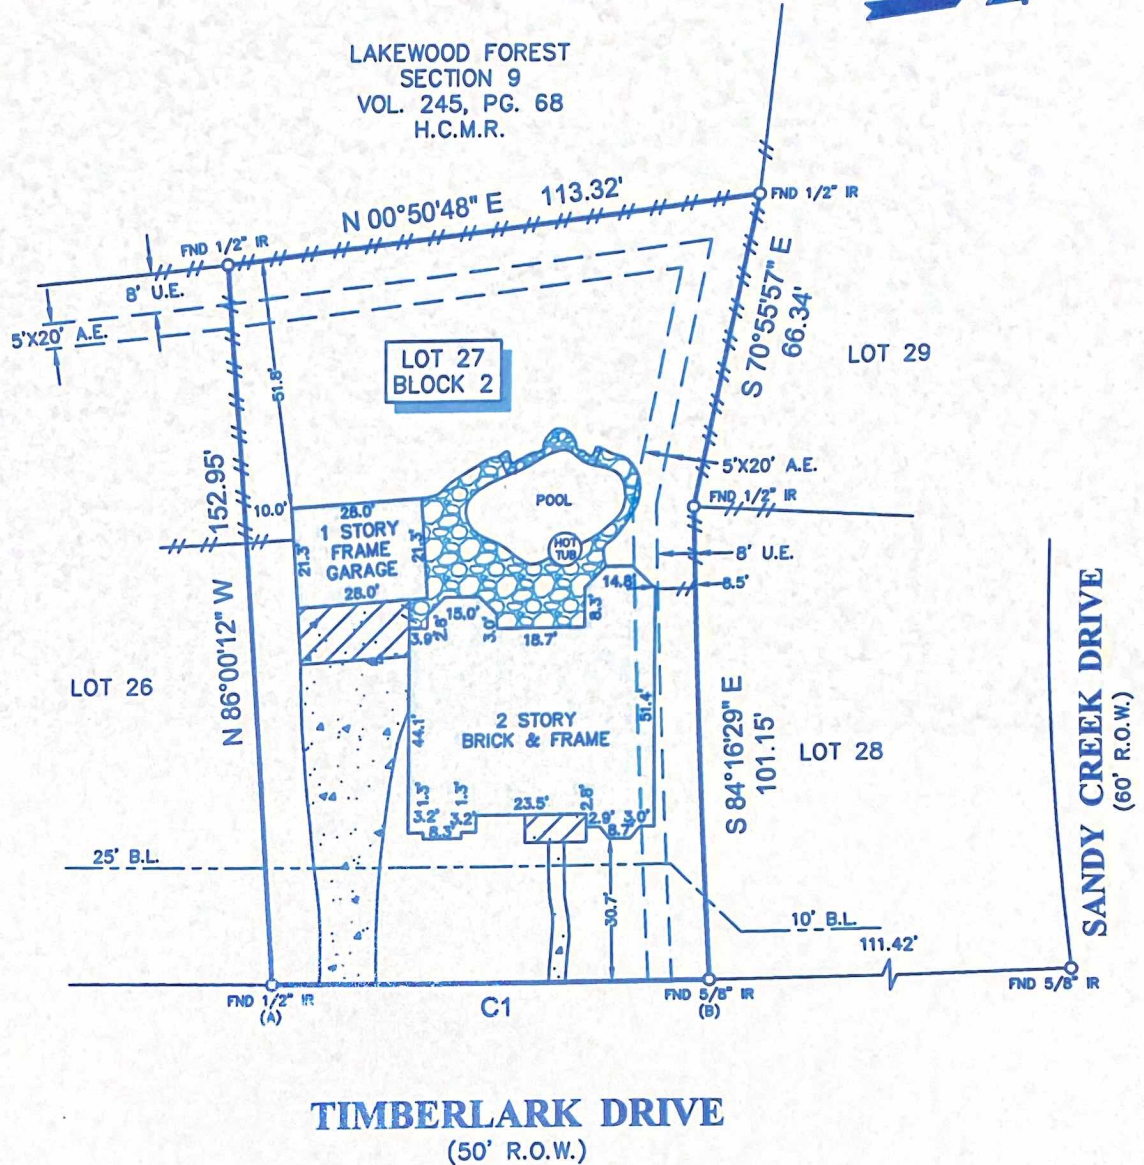 LAKEWOOD FOREST
SECTION 9
VOL. 245, PG. 68
H.C.M.R.
N 00°50'48" E 113.32'
FND 1/2" IR
FND 1/2" IR
8' U.E.
5'X20' A.E.
S 70°55'57" E
66.34'
LOT 29
LOT 27
BLOCK 2
51.8'
152.95'
N 86°00'12" W
10.0'
5'X20' A.E.
FND 1/2" IR
POOL
HOT
TUB
28.0'
1 STORY
FRAME
GARAGE
21.3'
21.3'
28.0'
8' U.E.
8.5'
14.8'
8.3'
15.0'
3.9'
2.8'
3.0'
18.7'
LOT 26
44.1'
2 STORY
BRICK & FRAME
51.4'
S 84°16'29" E
101.15'
LOT 28
SANDY CREEK DRIVE
(60' R.O.W.)
1.3'
1.3'
3.2'
3.2'
8.3'
23.5'
2.8'
2.9'
3.0'
8.7'
25' B.L.
30.7'
10' B.L.
111.42'
FND 1/2" IR
(A)
C1
FND 5/8" IR
(B)
FND 5/8" IR
TIMBERLARK DRIVE
(50' R.O.W.)